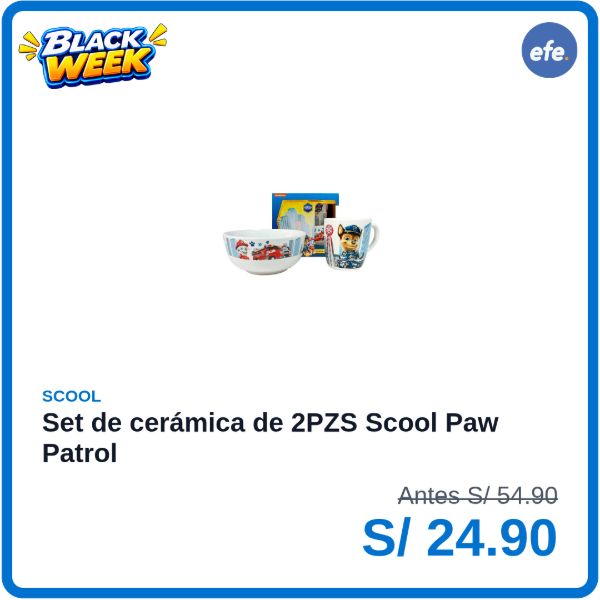 BLACK
WEEK
efe.
SCOOL
Set de cerámica de 2PZS Scool Paw
Patrol
Antes S/ 54.90
S/ 24.90